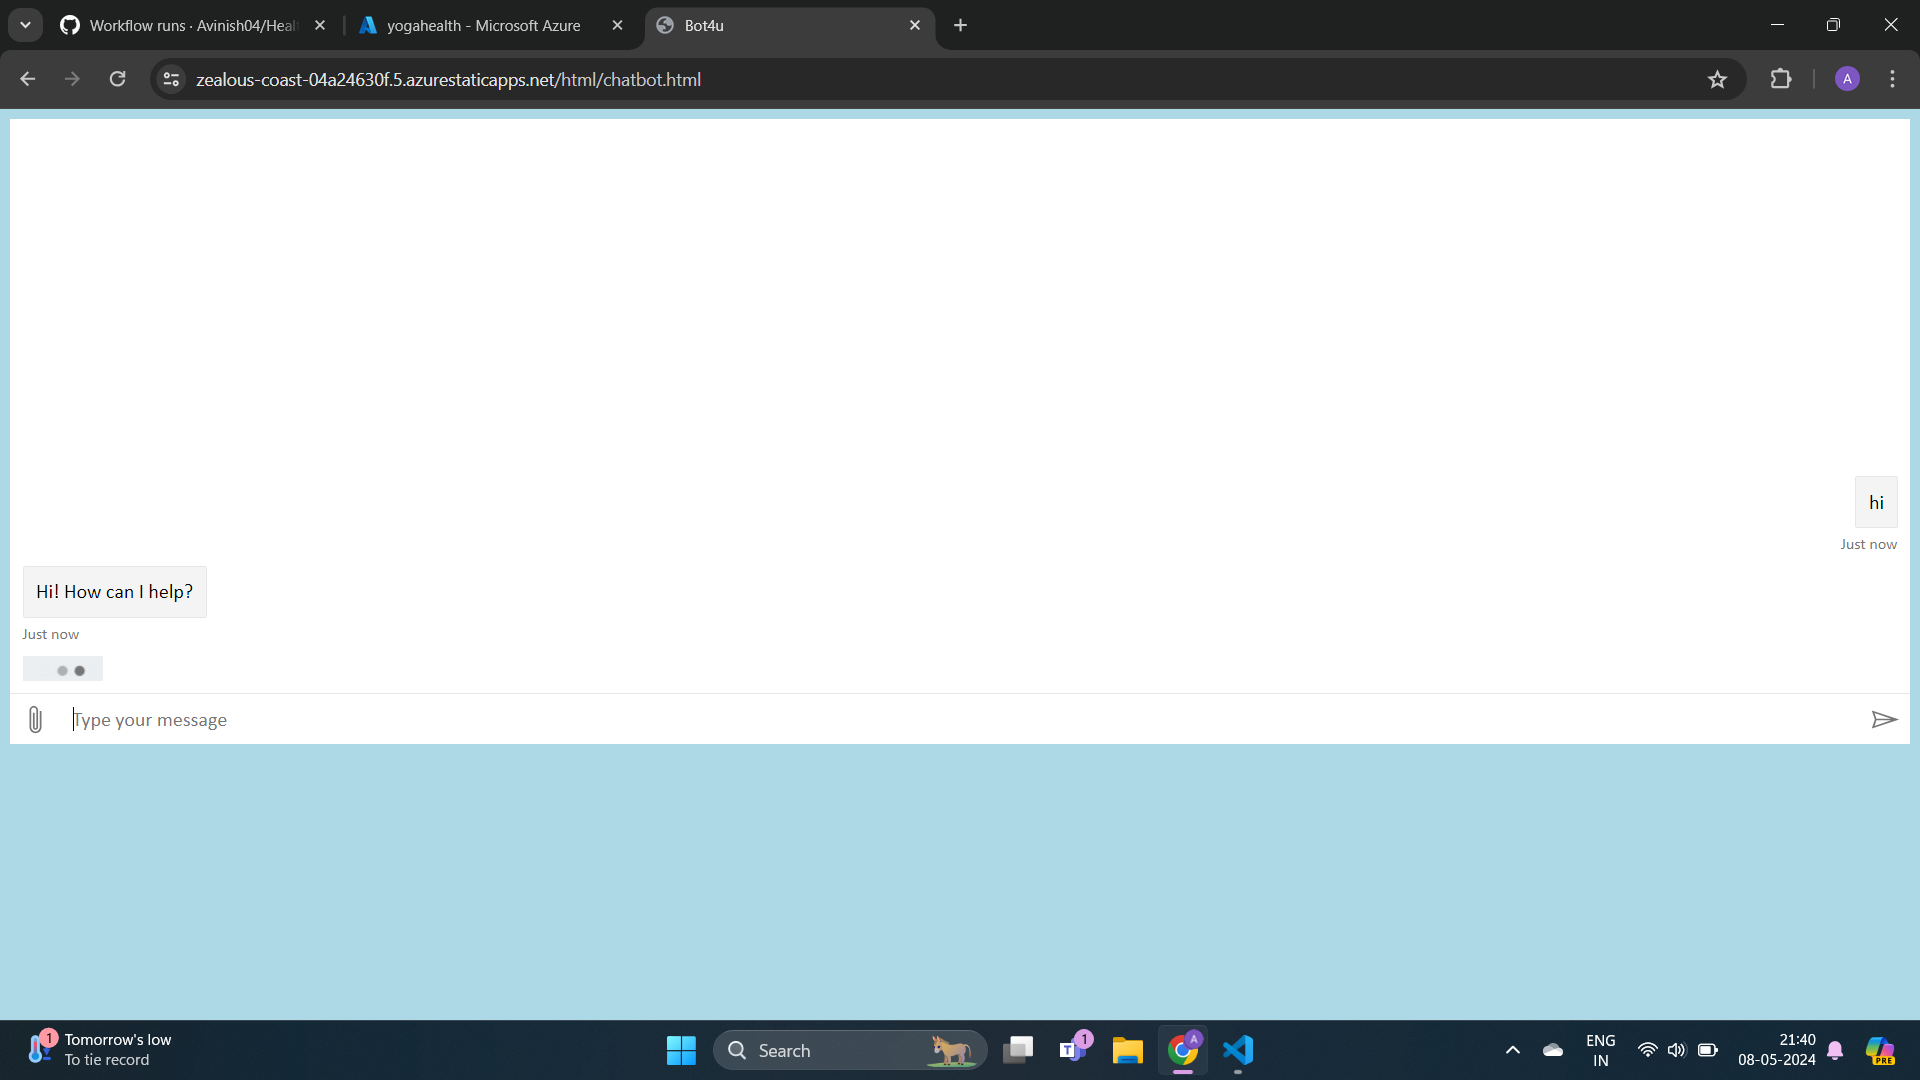 Workflow runs · Avinish04/Heal
yogahealth - Microsoft Azure
Bot4u
zealous-coast-04a24630f.5.azurestaticapps.net/html/chatbot.html
A
hi
Just now
Hi! How can I help?
Just now
Type your message
1
Tomorrow's low
To tie record
Search
T
1
A
ENG
IN
21:40
08-05-2024
PRE